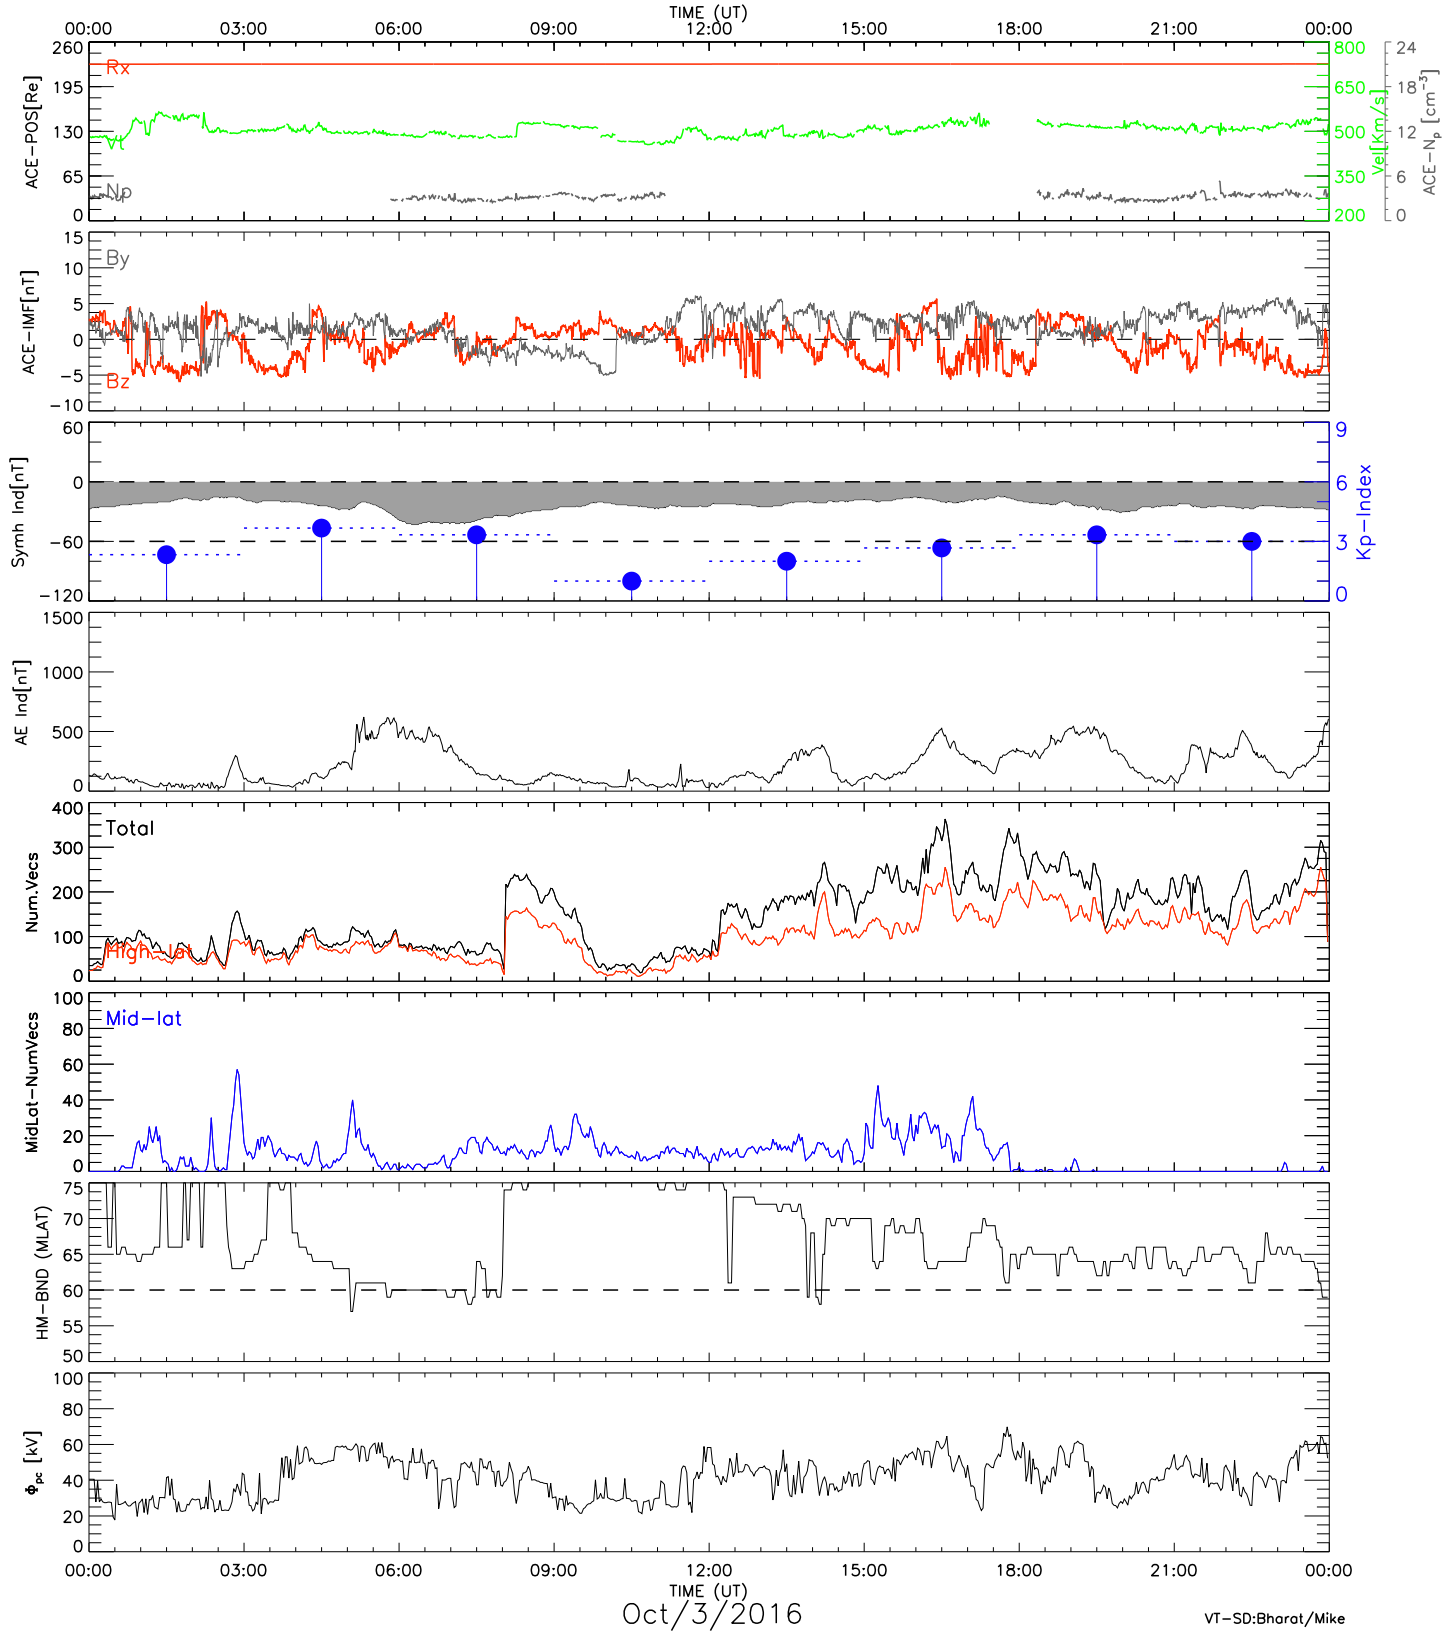 TIME (UT)
00:00 03:00 06:00 09:00 12:00 15:00 18:00 21:00 00:00
ACE-POS[Re]
260
195
130
65
0
Rx
Np
800
650
500
350
200
Vel[Km/s]
24
18
12
6
0
ACE-Np [cm-3]
ACE-IMF[nT]
15
10
5
0
-5
-10
By
Bz
Symh Ind[nT]
60
0
-60
-120
9
6
3
0
Kp-Index
AE Ind[nT]
1500
1000
500
0
Num.Vecs
400
300
200
100
0
Total
High-lat
MidLat-NumVecs
100
80
60
40
20
0
Mid-lat
HM-BND (MLAT)
75
70
65
60
55
50
Φpc [kV]
100
80
60
40
20
0
00:00 03:00 06:00 09:00 12:00 15:00 18:00 21:00 00:00
TIME (UT)
Oct/3/2016
VT-SD:Bharat/Mike